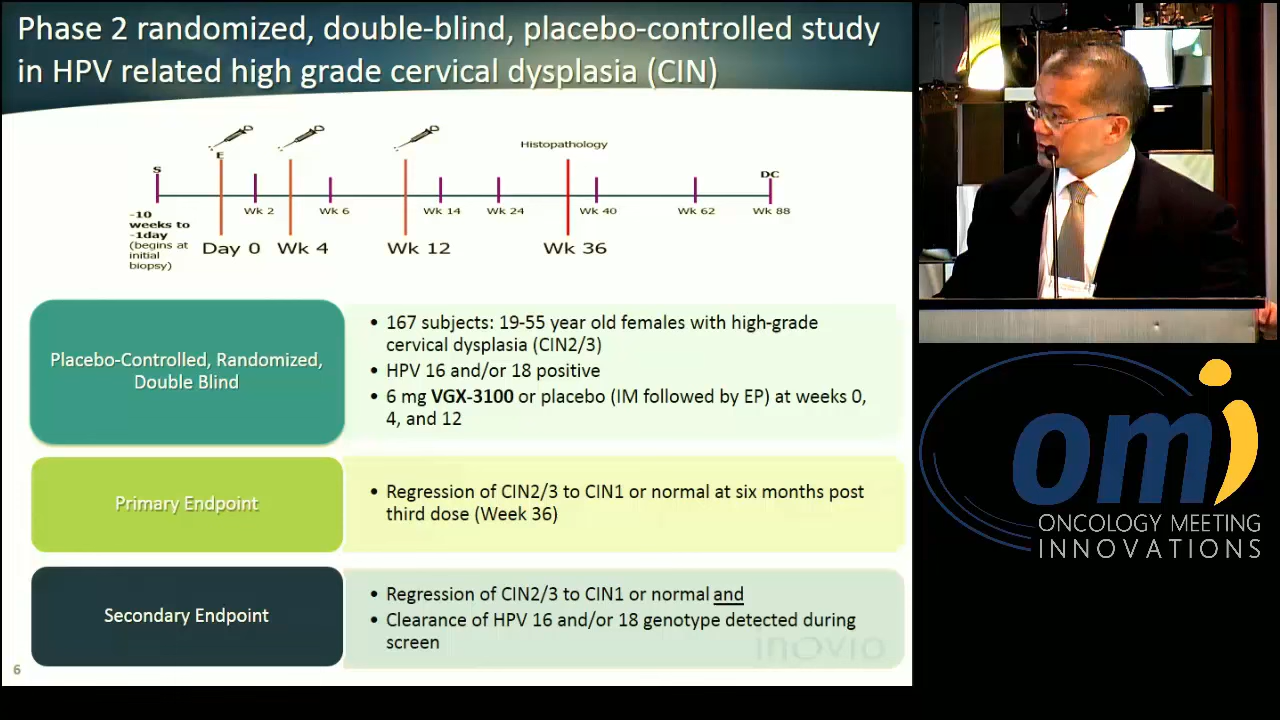 Phase 2 randomized, double-blind, placebo-controlled study
in HPV related high grade cervical dysplasia (CIN)
Histopathology
S
E
DC
-10
weeks to
-1day
(begins at
initial
biopsy)
Day 0
Wk 2
Wk 4
Wk 6
Wk 12
Wk 14
Wk 24
Wk 36
Wk 40
Wk 62
Wk 88
Placebo-Controlled, Randomized,
Double Blind
• 167 subjects: 19-55 year old females with high-grade
cervical dysplasia (CIN2/3)
• HPV 16 and/or 18 positive
• 6 mg VGX-3100 or placebo (IM followed by EP) at weeks 0,
4, and 12
Primary Endpoint
• Regression of CIN2/3 to CIN1 or normal at six months post
third dose (Week 36)
Secondary Endpoint
• Regression of CIN2/3 to CIN1 or normal and
• Clearance of HPV 16 and/or 18 genotype detected during
screen
inovio
6
omi
ONCOLOGY MEETING
INNOVATIONS